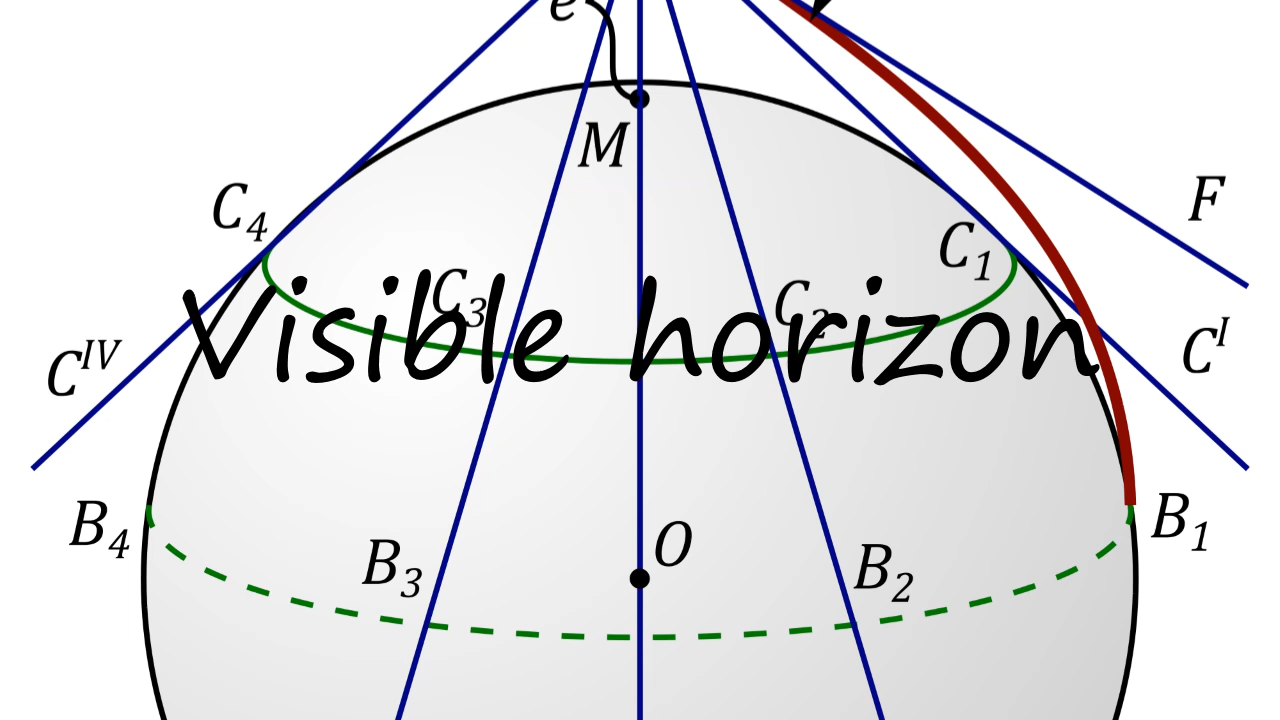 e
M
F
C₄
C₁
C₃
C₂
Visible horizon
Cᴵⱽ
Cᴵ
B₄
B₁
O
B₃
B₂